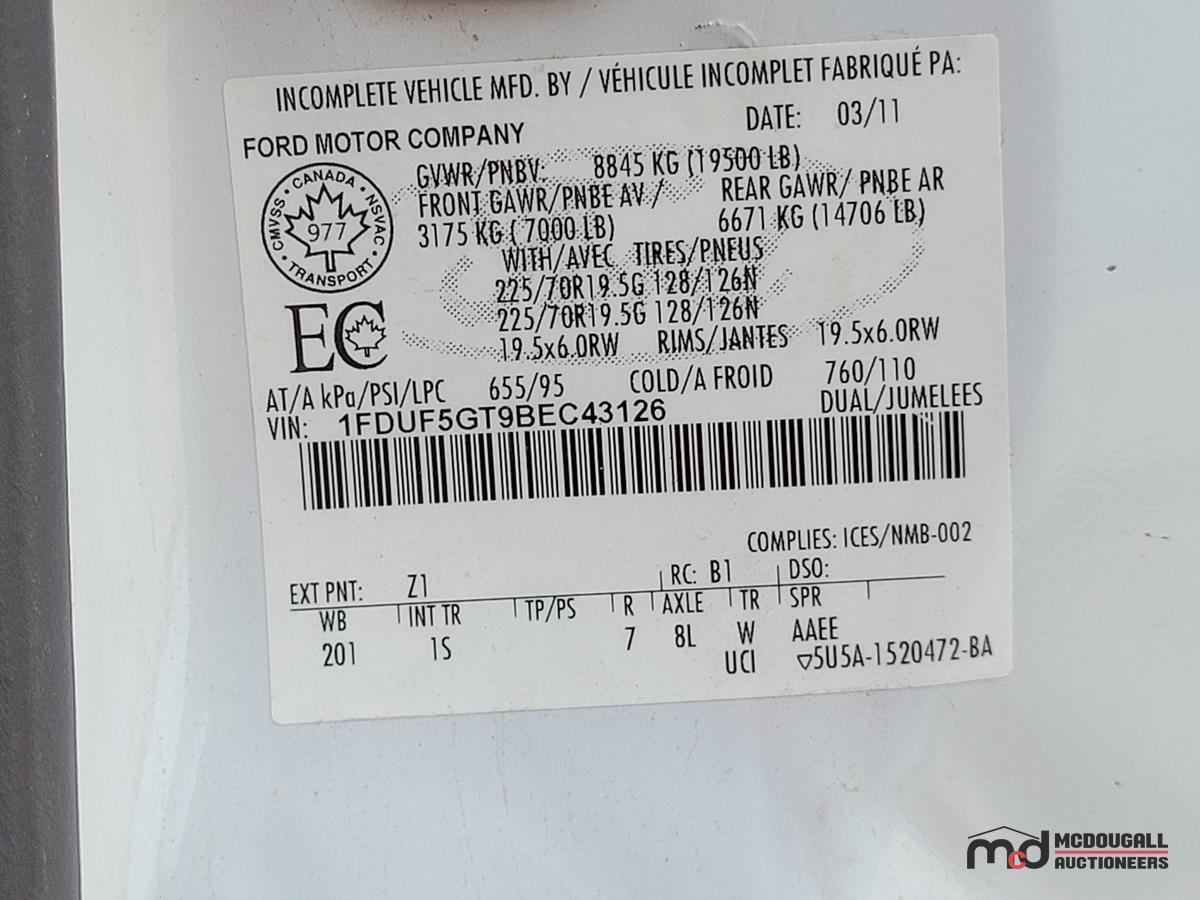 INCOMPLETE VEHICLE MFD. BY / VÉHICULE INCOMPLET FABRIQUÉ PA:
FORD MOTOR COMPANY DATE: 03/11
GVWR/PNBV: 8845 KG (19500 LB)
FRONT GAWR/PNBE AV / REAR GAWR/ PNBE AR
3175 KG ( 7000 LB) 6671 KG (14706 LB)
WITH/AVEC TIRES/PNEUS
225/70R19.5G 128/126N
225/70R19.5G 128/126N
19.5x6.0RW RIMS/JANTES 19.5x6.0RW
CANADA
CMVSS · NSVAC
977
TRANSPORT
EC
AT/A kPa/PSI/LPC 655/95 COLD/A FROID 760/110
VIN: 1FDUF5GT9BEC43126 DUAL/JUMELEES
COMPLIES: ICES/NMB-002
EXT PNT: Z1 RC: B1 DSO:
WB INT TR TP/PS R AXLE TR SPR
201 1S 7 8L W AAEE
UCI ▽5U5A-1520472-BA
mcd MCDOUGALL
AUCTIONEERS